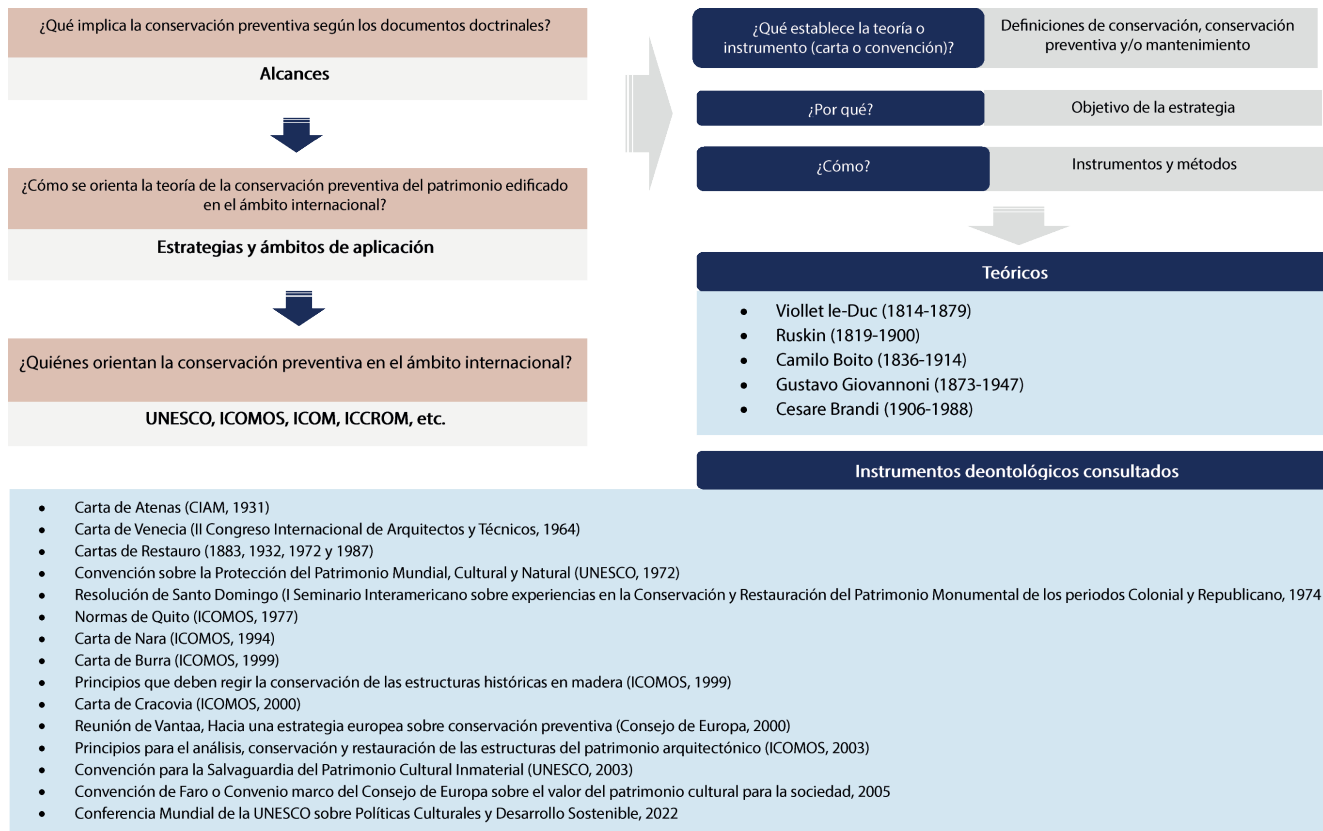 ¿Qué implica la conservación preventiva según los documentos doctrinales?
Alcances
¿Cómo se orienta la teoría de la conservación preventiva del patrimonio edificado
en el ámbito internacional?
Estrategias y ámbitos de aplicación
¿Quiénes orientan la conservación preventiva en el ámbito internacional?
UNESCO, ICOMOS, ICOM, ICCROM, etc.
¿Qué establece la teoría o
instrumento (carta o convención)?
Definiciones de conservación, conservación
preventiva y/o mantenimiento
¿Por qué?
Objetivo de la estrategia
¿Cómo?
Instrumentos y métodos
Teóricos
• Viollet le-Duc (1814-1879)
• Ruskin (1819-1900)
• Camilo Boito (1836-1914)
• Gustavo Giovannoni (1873-1947)
• Cesare Brandi (1906-1988)
Instrumentos deontológicos consultados
• Carta de Atenas (CIAM, 1931)
• Carta de Venecia (II Congreso Internacional de Arquitectos y Técnicos, 1964)
• Cartas de Restauro (1883, 1932, 1972 y 1987)
• Convención sobre la Protección del Patrimonio Mundial, Cultural y Natural (UNESCO, 1972)
• Resolución de Santo Domingo (I Seminario Interamericano sobre experiencias en la Conservación y Restauración del Patrimonio Monumental de los periodos Colonial y Republicano, 1974
• Normas de Quito (ICOMOS, 1977)
• Carta de Nara (ICOMOS, 1994)
• Carta de Burra (ICOMOS, 1999)
• Principios que deben regir la conservación de las estructuras históricas en madera (ICOMOS, 1999)
• Carta de Cracovia (ICOMOS, 2000)
• Reunión de Vantaa, Hacia una estrategia europea sobre conservación preventiva (Consejo de Europa, 2000)
• Principios para el análisis, conservación y restauración de las estructuras del patrimonio arquitectónico (ICOMOS, 2003)
• Convención para la Salvaguardia del Patrimonio Cultural Inmaterial (UNESCO, 2003)
• Convención de Faro o Convenio marco del Consejo de Europa sobre el valor del patrimonio cultural para la sociedad, 2005
• Conferencia Mundial de la UNESCO sobre Políticas Culturales y Desarrollo Sostenible, 2022